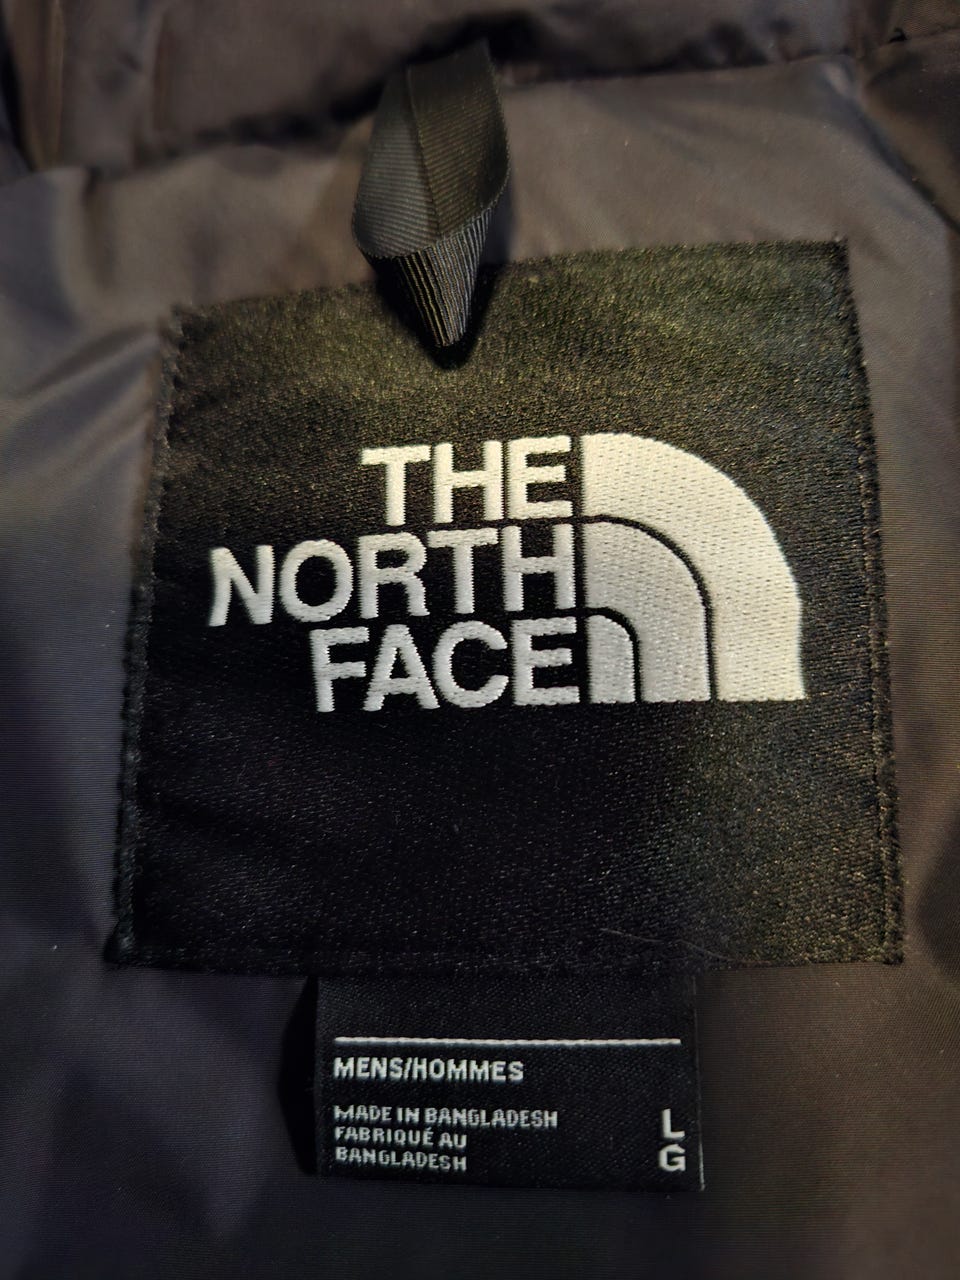 THE
NORTH
FACE
MENS/HOMMES
MADE IN BANGLADESH
FABRIQUÉ AU
BANGLADESH
L
G